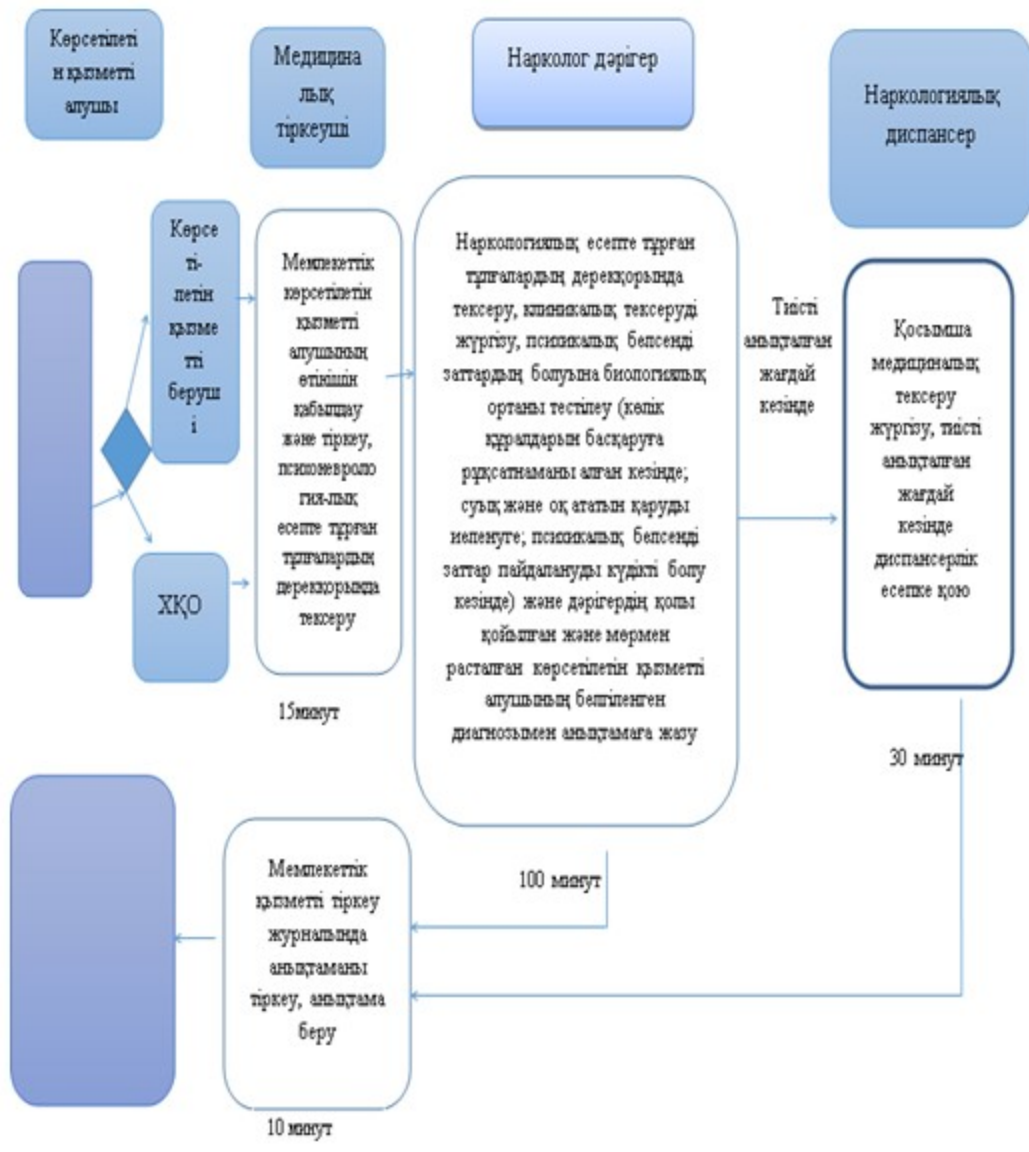 Көрсетілеті
н қызметті
алушы
Медицина
лық
тіркеуші
Нарколог дәрігер
Наркологиялық
диспансер
Көрсе
ті-
летін
қызме
тті
беруш
і
ХҚО
Мемлекеттік
көрсетілетін
қызметті
алушының
өтінішін
қабылдау
және тіркеу,
психоневроло
гия-лық
есепте тұрған
тұлғалардың
дерекқорында
тексеру
15минут
Наркологиялық есепте тұрған
тұлғалардың дерекқорында
тексеру, клиникалық тексеруді
жүргізу, психикалық белсенді
заттардың болуына биологиялық
ортаны тестілеу (көлік
құралдарын басқаруға
рұқсатнаманы алған кезінде;
суық және оқ ататын қаруды
иеленуге; психикалық белсенді
заттар пайдалануды күдікті болу
кезінде) және дәрігердің қолы
қойылған және мөрмен
расталған көрсетілетін қызметті
алушының белгіленген
диагнозымен анықтамаға жазу
Тиісті
анықталған
жағдай
кезінде
Қосымша
медициналық
тексеру
жүргізу, тиісті
анықталған
жағдай
кезінде
диспансерлік
есепке қою
30 минут
100 минут
Мемлекеттік
қызметті тіркеу
журналында
анықтаманы
тіркеу, анықтама
беру
10 минут